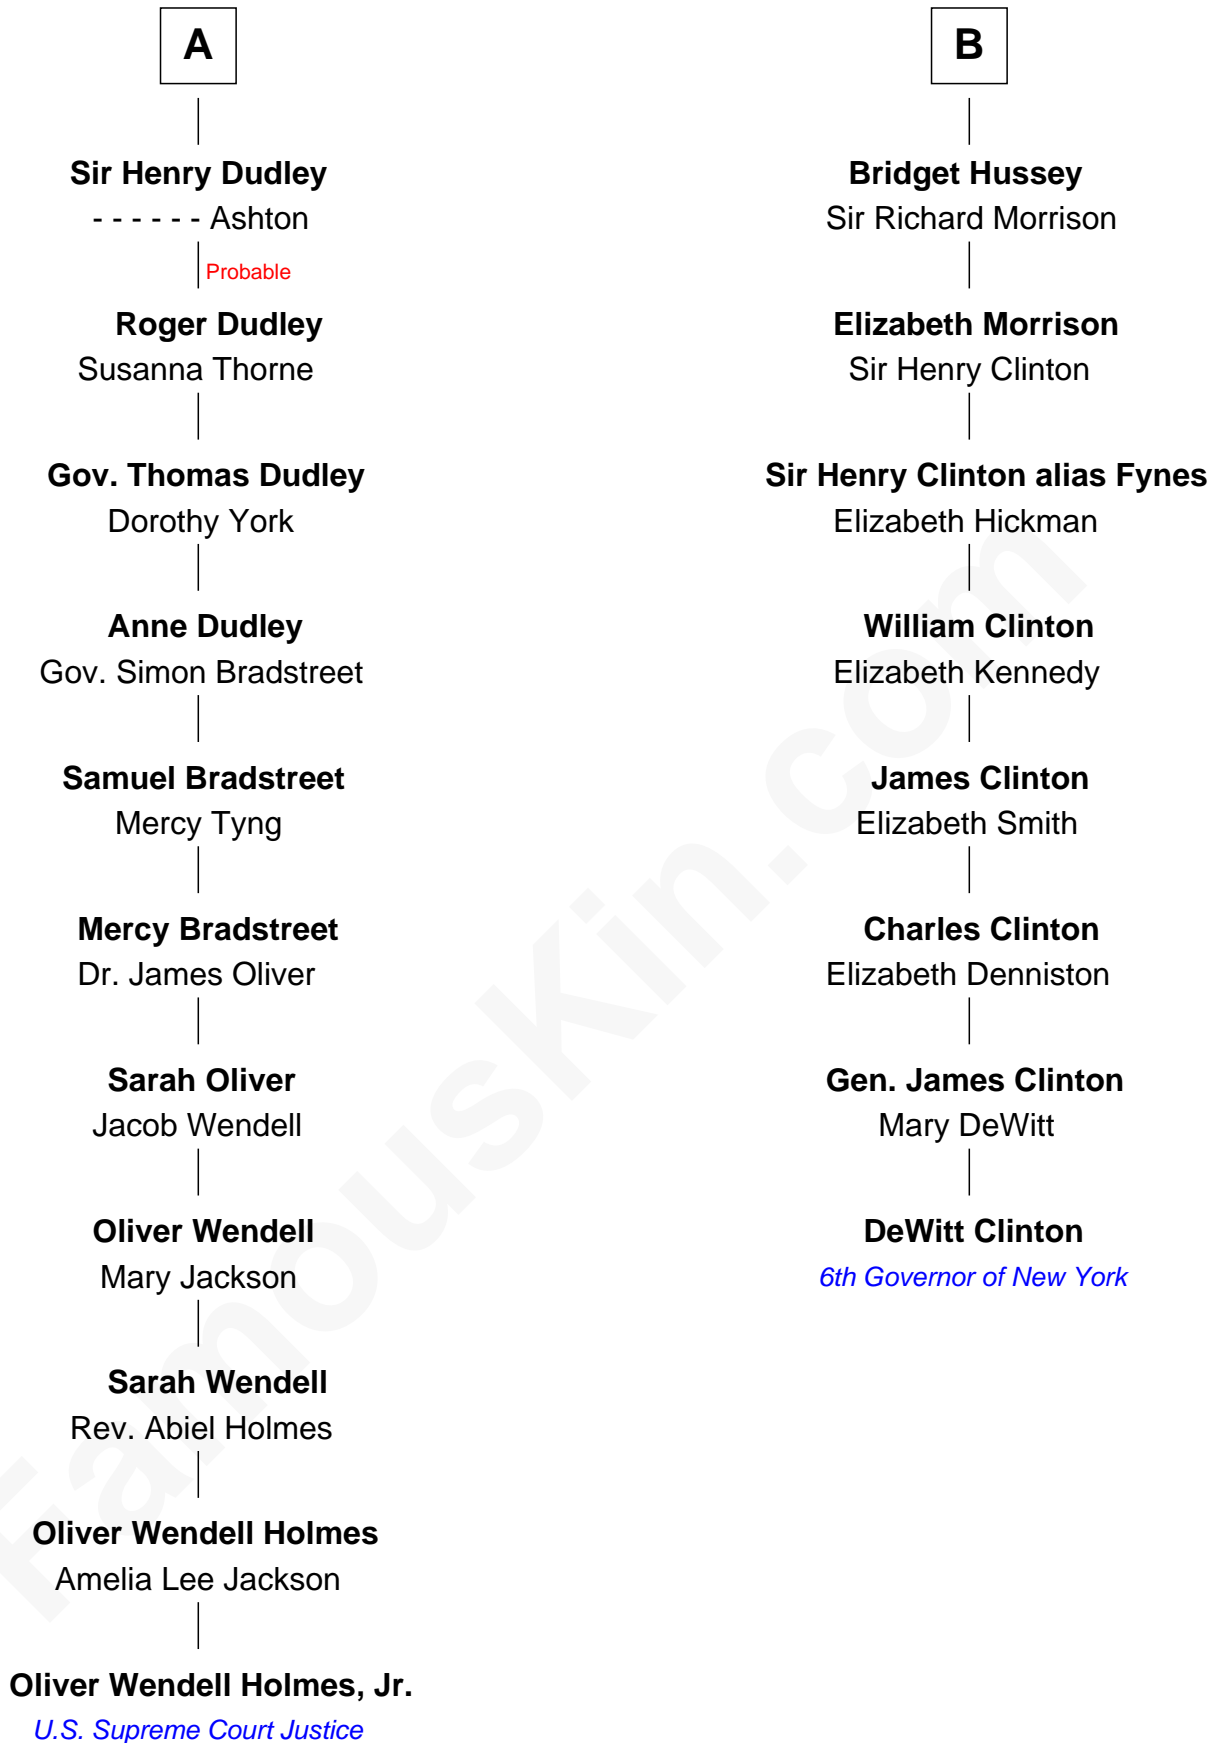 A
Sir Henry Dudley
- - - - - - Ashton
Probable
Roger Dudley
Susanna Thorne
Gov. Thomas Dudley
Dorothy York
Anne Dudley
Gov. Simon Bradstreet
Samuel Bradstreet
Mercy Tyng
Mercy Bradstreet
Dr. James Oliver
Sarah Oliver
Jacob Wendell
Oliver Wendell
Mary Jackson
Sarah Wendell
Rev. Abiel Holmes
Oliver Wendell Holmes
Amelia Lee Jackson
Oliver Wendell Holmes, Jr.
U.S. Supreme Court Justice
B
Bridget Hussey
Sir Richard Morrison
Elizabeth Morrison
Sir Henry Clinton
Sir Henry Clinton alias Fynes
Elizabeth Hickman
William Clinton
Elizabeth Kennedy
James Clinton
Elizabeth Smith
Charles Clinton
Elizabeth Denniston
Gen. James Clinton
Mary DeWitt
DeWitt Clinton
6th Governor of New York
FamousKin.com